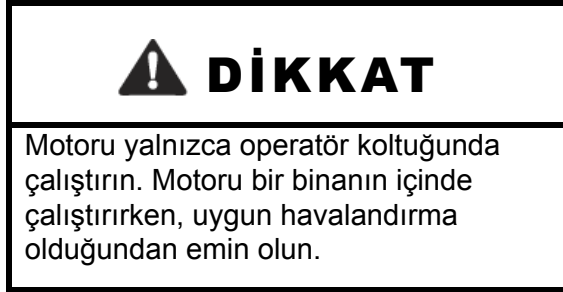 DİKKAT
Motoru yalnızca operatör koltuğunda
çalıştırın. Motoru bir binanın içinde
çalıştırırken, uygun havalandırma
olduğundan emin olun.